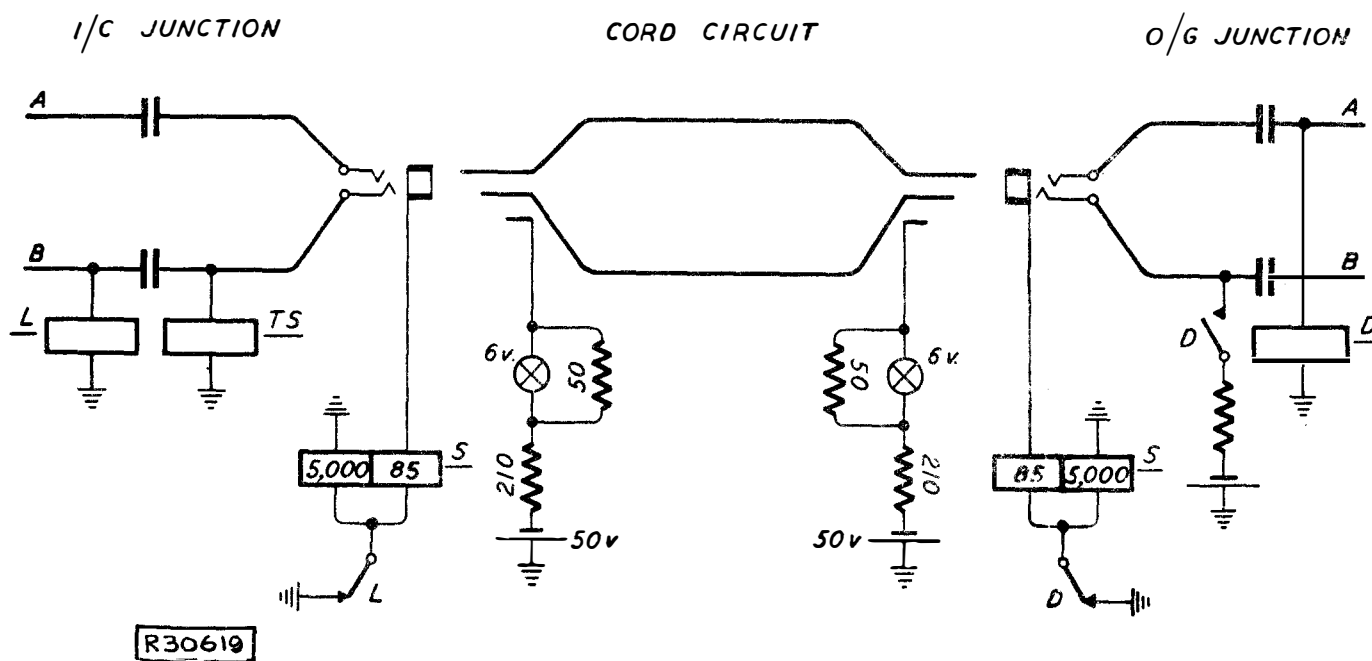 I/C JUNCTION
CORD CIRCUIT
O/G JUNCTION
A
A
B
B
L
TS
D
D
6v.
50
50
6v.
5,000
85
S
210
210
85
5,000
S
50v
50v
L
D
R30619